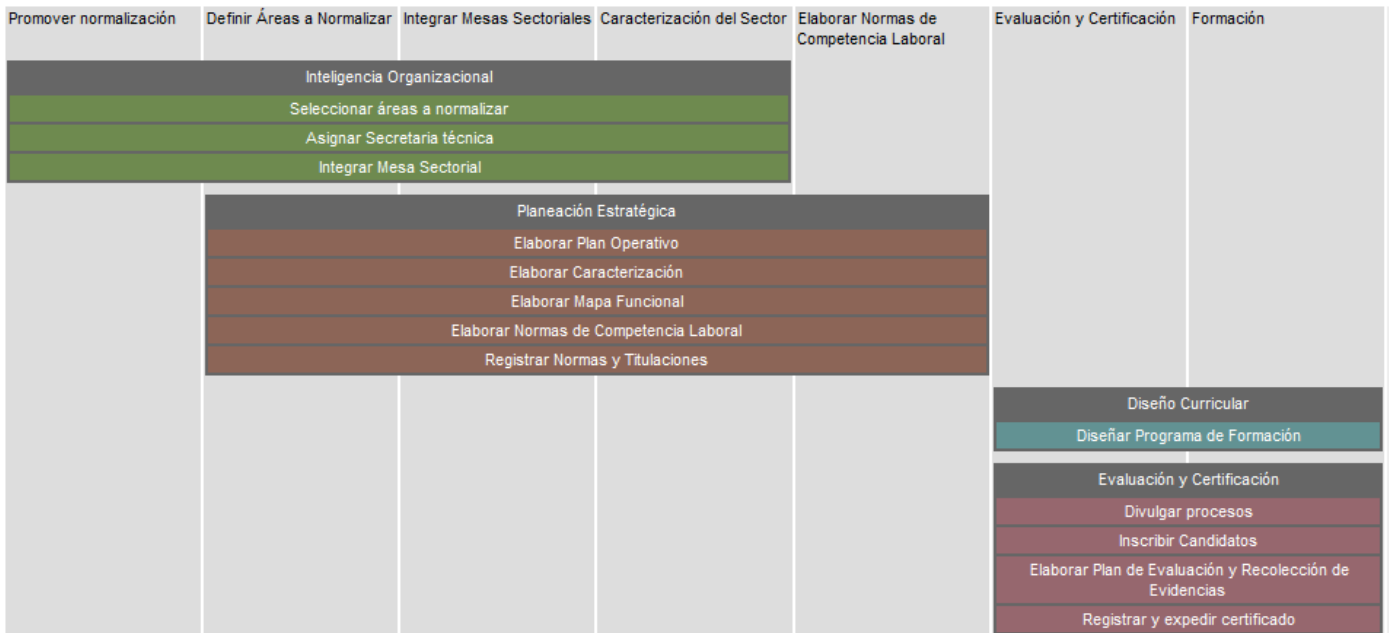 Promover normalización
Definir Áreas a Normalizar
Integrar Mesas Sectoriales
Caracterización del Sector
Elaborar Normas de
Competencia Laboral
Evaluación y Certificación
Formación
Inteligencia Organizacional
Seleccionar áreas a normalizar
Asignar Secretaria técnica
Integrar Mesa Sectorial
Planeación Estratégica
Elaborar Plan Operativo
Elaborar Caracterización
Elaborar Mapa Funcional
Elaborar Normas de Competencia Laboral
Registrar Normas y Titulaciones
Diseño Curricular
Diseñar Programa de Formación
Evaluación y Certificación
Divulgar procesos
Inscribir Candidatos
Elaborar Plan de Evaluación y Recolección de
Evidencias
Registrar y expedir certificado